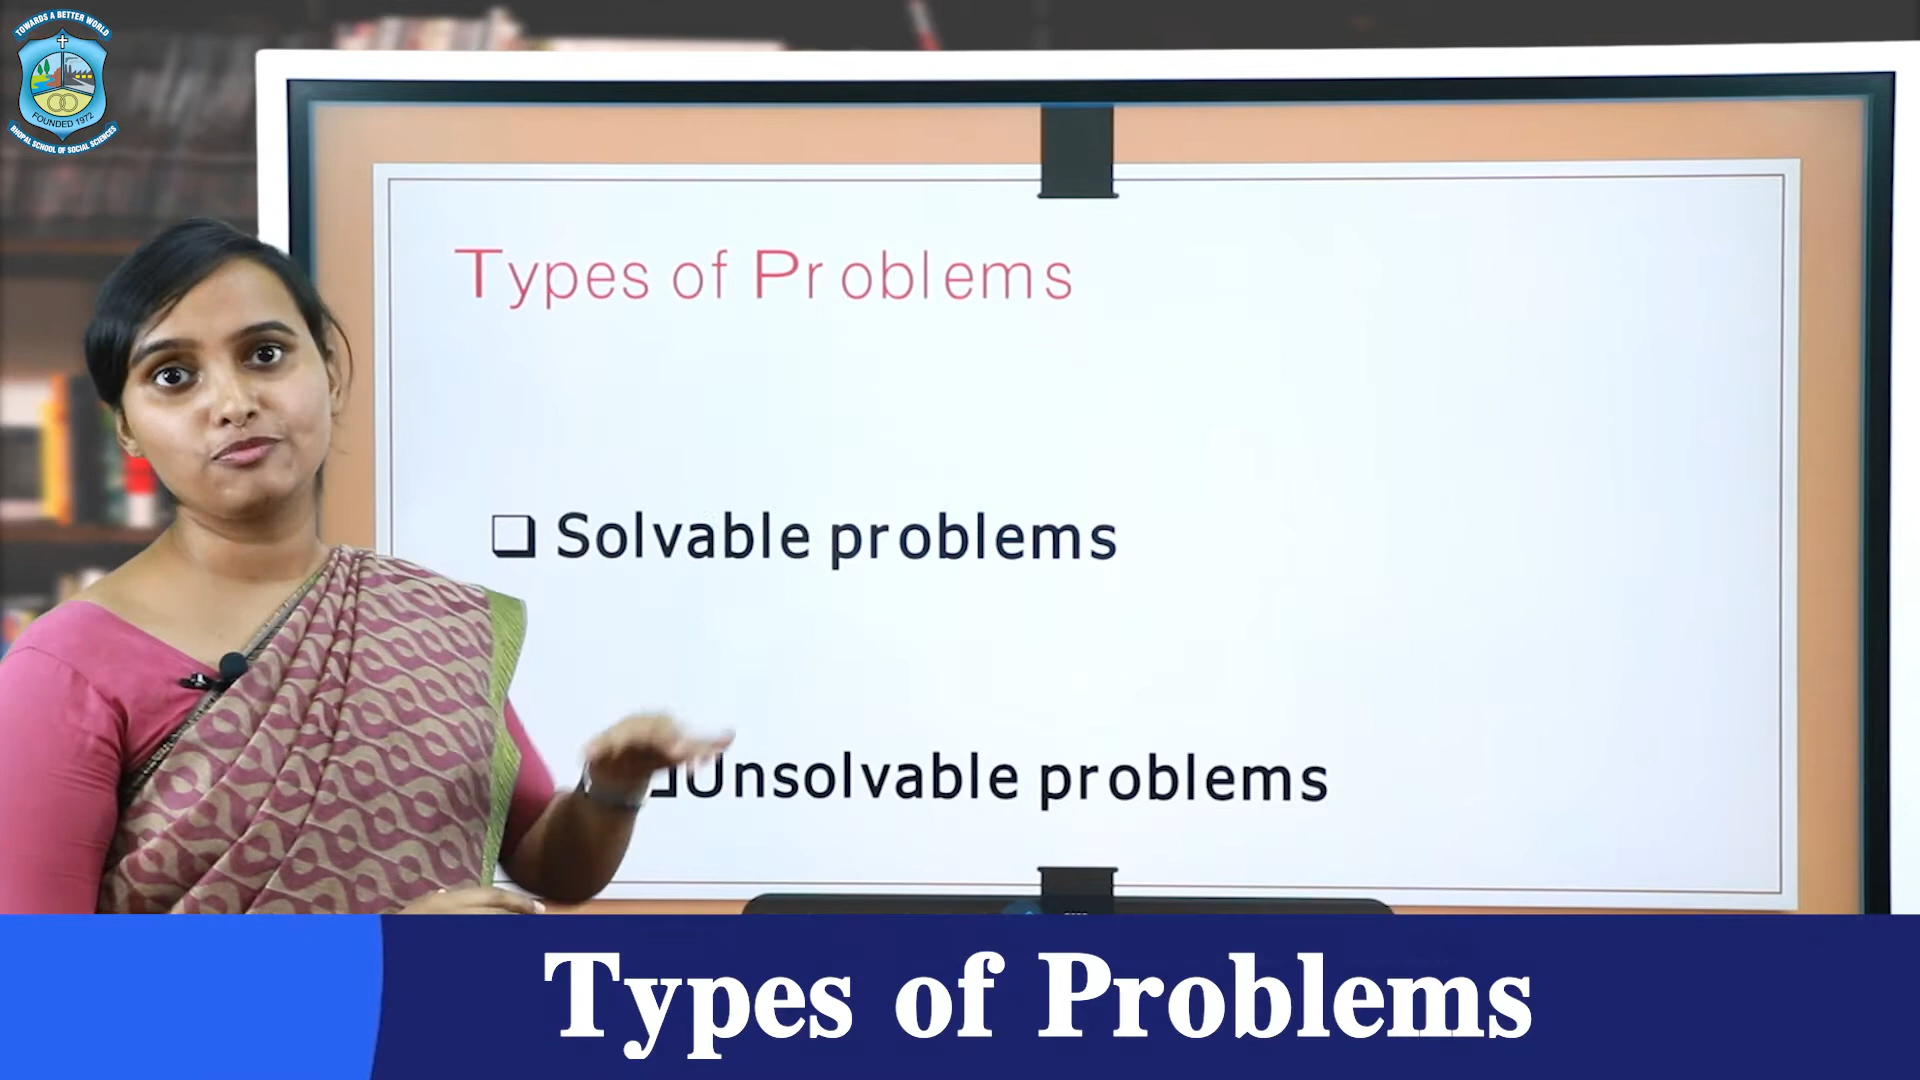 TOWARDS A BETTER WORLD
FOUNDED 1972
BHOPAL SCHOOL OF SOCIAL SCIENCES
Types of Problems
❑ Solvable problems
❑Unsolvable problems
Types of Problems